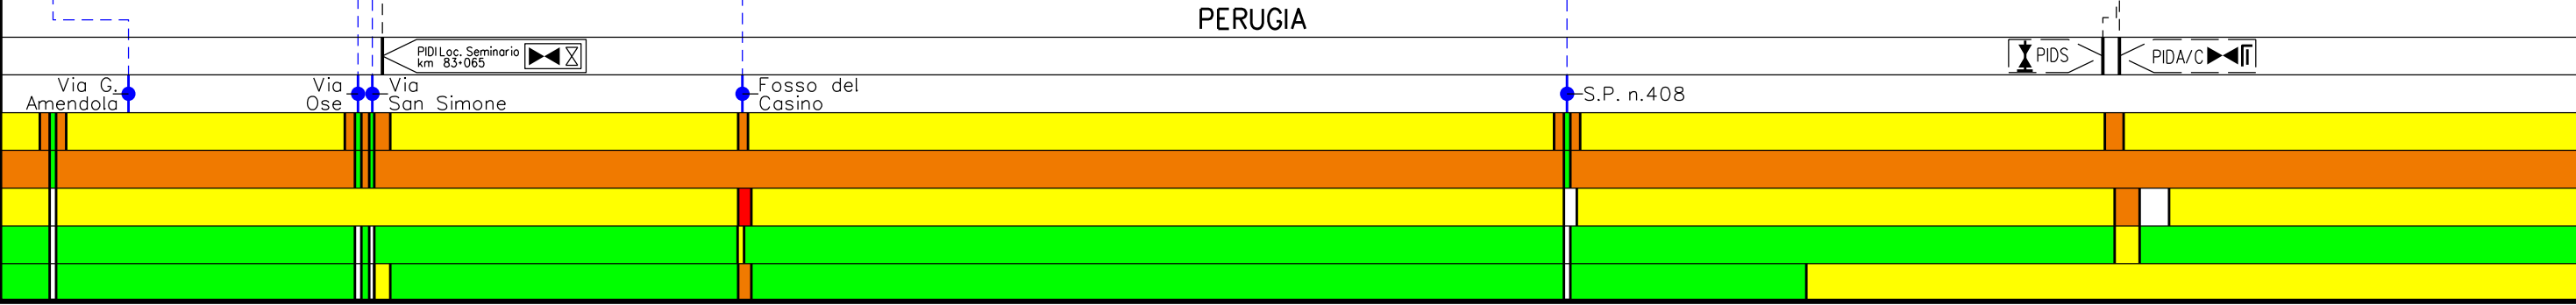 PERUGIA
PIDI Loc. Seminario
km 83+065
PIDS
PIDA/C
Via G.
Amendola
Via
Ose
Via
San Simone
Fosso del
Casino
S.P. n.408